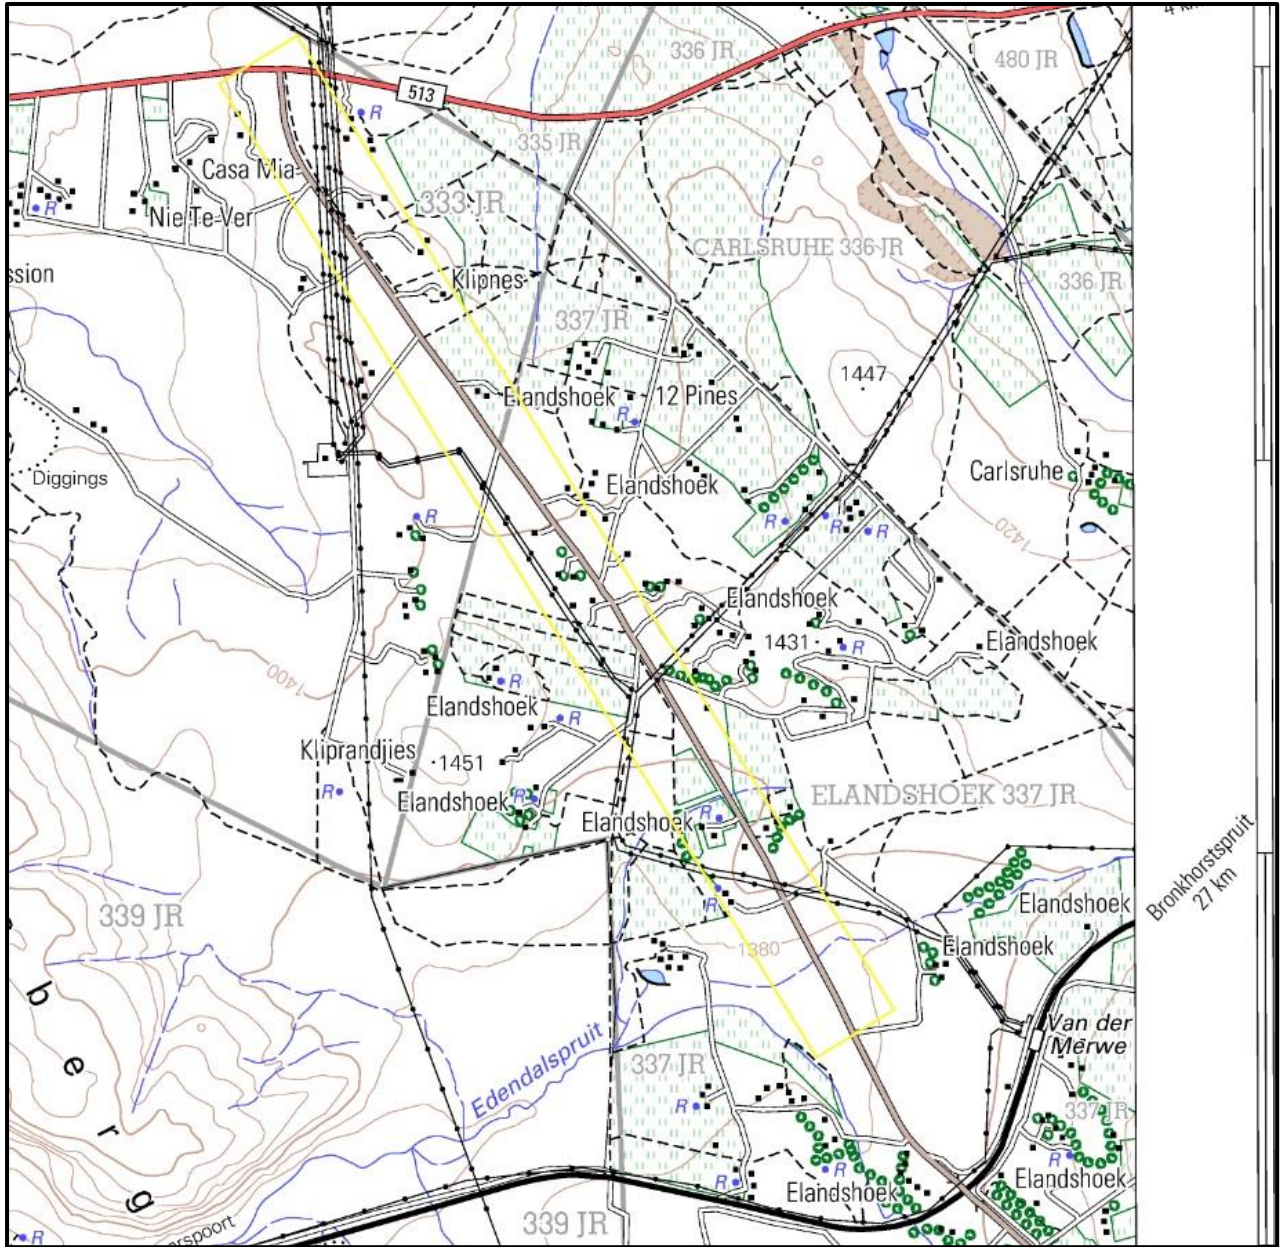 4 km
336 JR
480 JR
513
R
335 JR
Casa Mia
333 JR
R
Nie Te Ver
CARLSRUHE 336 JR
ssion
Klipnes
336 JR
337 JR
1447
Elandshoek
12 Pines
R
Diggings
Elandshoek
Carlsruhe
R
R
R
R
1420
Elandshoek
1431
R
Elandshoek
1400
R
Elandshoek
R
Kliprandjies
1451
R
Elandshoek
R
ELANDSHOEK 337 JR
Elandshoek
R
Bronkhorstspruit
27 km
339 JR
R
Elandshoek
1380
Elandshoek
b
e
r
g
Edendalspruit
Van der
Merwe
337 JR
R
337 JR
R
R
R
Elandshoek
Elandshoek
339 JR
rspoort
R